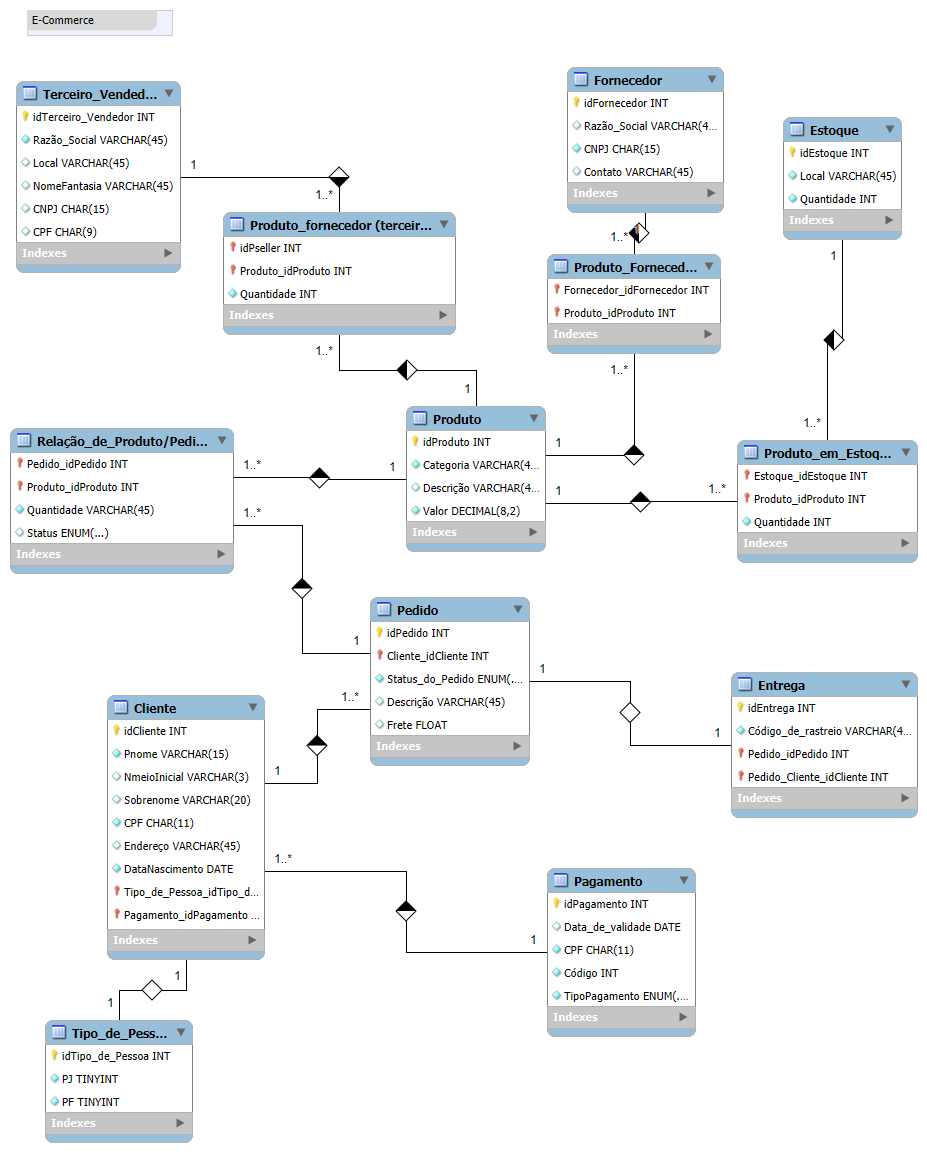 E-Commerce
Terceiro_Vended...
idTerceiro_Vendedor INT
Razão_Social VARCHAR(45)
Local VARCHAR(45)
NomeFantasia VARCHAR(45)
CNPJ CHAR(15)
CPF CHAR(9)
Indexes
1
1..*
Fornecedor
idFornecedor INT
Razão_Social VARCHAR(4...
CNPJ CHAR(15)
Contato VARCHAR(45)
Indexes
1..*
Estoque
idEstoque INT
Local VARCHAR(45)
Quantidade INT
Indexes
1
1..*
Produto_fornecedor (terceir...
idPseller INT
Produto_idProduto INT
Quantidade INT
Indexes
1..*
1
Produto_Forneced...
Fornecedor_idFornecedor INT
Produto_idProduto INT
Indexes
1..*
1
Produto
idProduto INT
Categoria VARCHAR(4...
Descrição VARCHAR(4...
Valor DECIMAL(8,2)
Indexes
1
1..*
Produto_em_Estoq...
Estoque_idEstoque INT
Produto_idProduto INT
Quantidade INT
Indexes
Relação_de_Produto/Pedi...
Pedido_idPedido INT
Produto_idProduto INT
Quantidade VARCHAR(45)
Status ENUM(...)
Indexes
1..*
1
1..*
1
Pedido
idPedido INT
Cliente_idCliente INT
Status_do_Pedido ENUM(....
Descrição VARCHAR(45)
Frete FLOAT
Indexes
1
1
Entrega
idEntrega INT
Código_de_rastreio VARCHAR(4...
Pedido_idPedido INT
Pedido_Cliente_idCliente INT
Indexes
1..*
1
Cliente
idCliente INT
Pnome VARCHAR(15)
NmeioInicial VARCHAR(3)
Sobrenome VARCHAR(20)
CPF CHAR(11)
Endereço VARCHAR(45)
DataNascimento DATE
Tipo_de_Pessoa_idTipo_d...
Pagamento_idPagamento ...
Indexes
1..*
1
Pagamento
idPagamento INT
Data_de_validade DATE
CPF CHAR(11)
Código INT
TipoPagamento ENUM(....
Indexes
1
1
Tipo_de_Pess...
idTipo_de_Pessoa INT
PJ TINYINT
PF TINYINT
Indexes